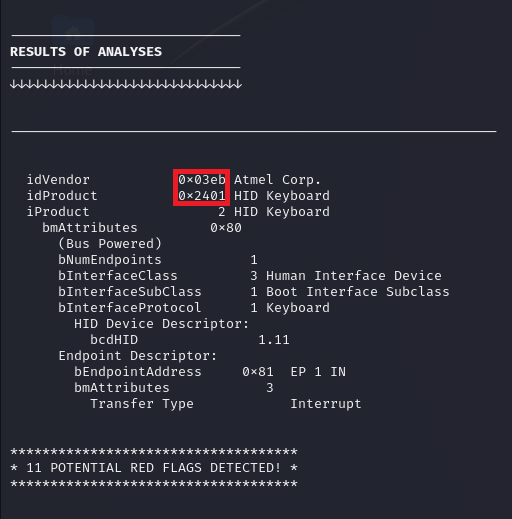 RESULTS OF ANALYSES
↓↓↓↓↓↓↓↓↓↓↓↓↓↓↓↓↓↓↓↓↓↓↓↓↓↓↓↓↓
idVendor 0×03eb Atmel Corp.
idProduct 0×2401 HID Keyboard
iProduct 2 HID Keyboard
bmAttributes 0×80
(Bus Powered)
bNumEndpoints 1
bInterfaceClass 3 Human Interface Device
bInterfaceSubClass 1 Boot Interface Subclass
bInterfaceProtocol 1 Keyboard
HID Device Descriptor:
bcdHID 1.11
Endpoint Descriptor:
bEndpointAddress 0×81 EP 1 IN
bmAttributes 3
Transfer Type Interrupt
************************************
* 11 POTENTIAL RED FLAGS DETECTED! *
************************************